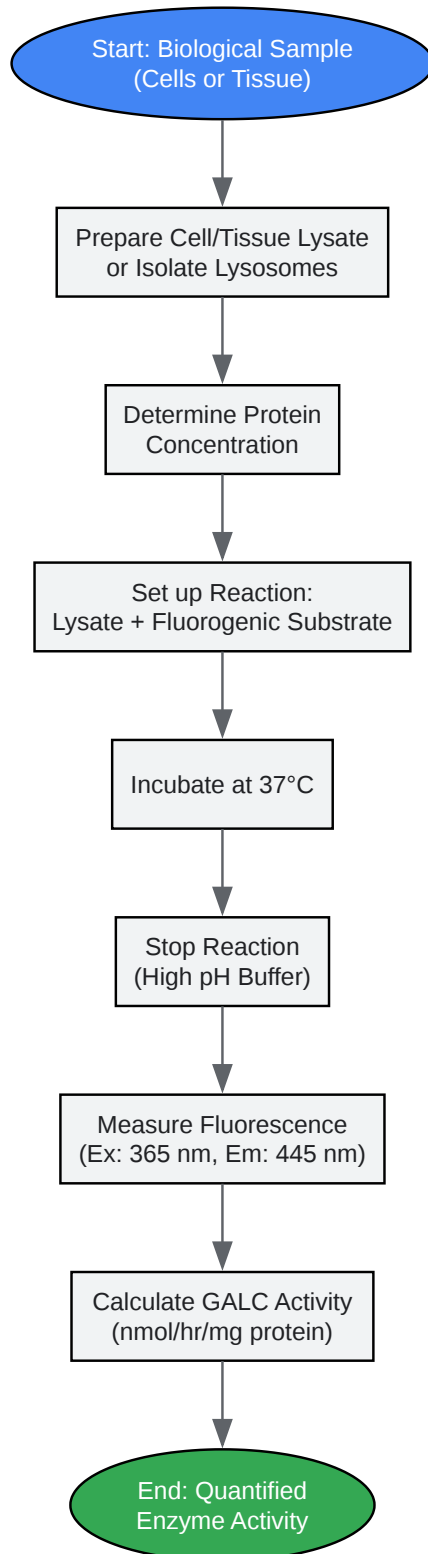 Start: Biological Sample
(Cells or Tissue)
Prepare Cell/Tissue Lysate
or Isolate Lysosomes
Determine Protein
Concentration
Set up Reaction:
Lysate + Fluorogenic Substrate
Incubate at 37°C
Stop Reaction
(High pH Buffer)
Measure Fluorescence
(Ex: 365 nm, Em: 445 nm)
Calculate GALC Activity
(nmol/hr/mg protein)
End: Quantified
Enzyme Activity